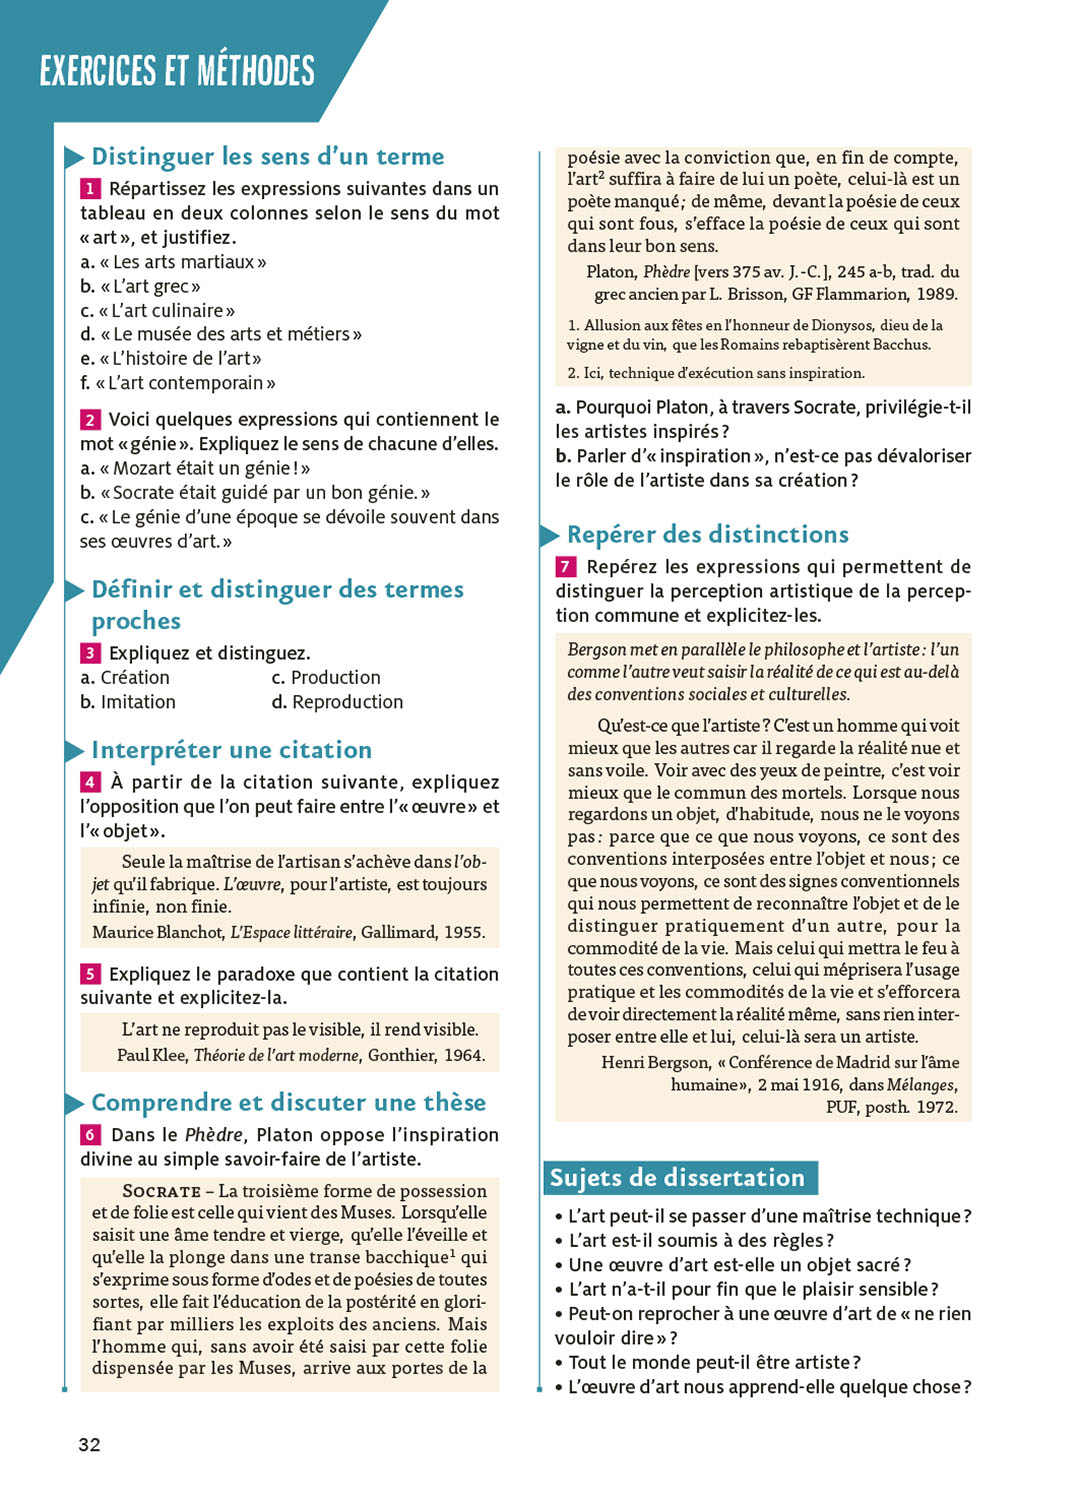 EXERCICES ET MÉTHODES
Distinguer les sens d'un terme
1 Répartissez les expressions suivantes dans un
tableau en deux colonnes selon le sens du mot
« art », et justifiez.
a. « Les arts martiaux »
b. « L'art grec »
c. « L'art culinaire »
d. « Le musée des arts et métiers »
e. « L'histoire de l'art »
f. « L'art contemporain »
2 Voici quelques expressions qui contiennent le
mot « génie ». Expliquez le sens de chacune d'elles.
a. « Mozart était un génie ! »
b. « Socrate était guidé par un bon génie. »
c. « Le génie d'une époque se dévoile souvent dans
ses œuvres d'art. »
Définir et distinguer des termes
proches
3 Expliquez et distinguez.
a. Création c. Production
b. Imitation d. Reproduction
Interpréter une citation
4 À partir de la citation suivante, expliquez
l'opposition que l'on peut faire entre l'« œuvre » et
l'« objet ».
Seule la maîtrise de l'artisan s'achève dans l'ob-
jet qu'il fabrique. L'œuvre, pour l'artiste, est toujours
infinie, non finie.
Maurice Blanchot, L'Espace littéraire, Gallimard, 1955.
5 Expliquez le paradoxe que contient la citation
suivante et explicitez-la.
L'art ne reproduit pas le visible, il rend visible.
Paul Klee, Théorie de l'art moderne, Gonthier, 1964.
Comprendre et discuter une thèse
6 Dans le Phèdre, Platon oppose l'inspiration
divine au simple savoir-faire de l'artiste.
SOCRATE – La troisième forme de possession
et de folie est celle qui vient des Muses. Lorsqu'elle
saisit une âme tendre et vierge, qu'elle l'éveille et
qu'elle la plonge dans une transe bacchique¹ qui
s'exprime sous forme d'odes et de poésies de toutes
sortes, elle fait l'éducation de la postérité en glori-
fiant par milliers les exploits des anciens. Mais
l'homme qui, sans avoir été saisi par cette folie
dispensée par les Muses, arrive aux portes de la
poésie avec la conviction que, en fin de compte,
l'art² suffira à faire de lui un poète, celui-là est un
poète manqué ; de même, devant la poésie de ceux
qui sont fous, s'efface la poésie de ceux qui sont
dans leur bon sens.
Platon, Phèdre [vers 375 av. J.-C.], 245 a-b, trad. du
grec ancien par L. Brisson, GF Flammarion, 1989.
1. Allusion aux fêtes en l'honneur de Dionysos, dieu de la
vigne et du vin, que les Romains rebaptisèrent Bacchus.
2. Ici, technique d'exécution sans inspiration.
a. Pourquoi Platon, à travers Socrate, privilégie-t-il
les artistes inspirés ?
b. Parler d'« inspiration », n'est-ce pas dévaloriser
le rôle de l'artiste dans sa création ?
Repérer des distinctions
7 Repérez les expressions qui permettent de
distinguer la perception artistique de la percep-
tion commune et explicitez-les.
Bergson met en parallèle le philosophe et l'artiste : l'un
comme l'autre veut saisir la réalité de ce qui est au-delà
des conventions sociales et culturelles.
Qu'est-ce que l'artiste ? C'est un homme qui voit
mieux que les autres car il regarde la réalité nue et
sans voile. Voir avec des yeux de peintre, c'est voir
mieux que le commun des mortels. Lorsque nous
regardons un objet, d'habitude, nous ne le voyons
pas : parce que ce que nous voyons, ce sont des
conventions interposées entre l'objet et nous ; ce
que nous voyons, ce sont des signes conventionnels
qui nous permettent de reconnaître l'objet et de le
distinguer pratiquement d'un autre, pour la
commodité de la vie. Mais celui qui mettra le feu à
toutes ces conventions, celui qui méprisera l'usage
pratique et les commodités de la vie et s'efforcera
de voir directement la réalité même, sans rien inter-
poser entre elle et lui, celui-là sera un artiste.
Henri Bergson, « Conférence de Madrid sur l'âme
humaine », 2 mai 1916, dans Mélanges,
PUF, posth. 1972.
Sujets de dissertation
• L'art peut-il se passer d'une maîtrise technique ?
• L'art est-il soumis à des règles ?
• Une œuvre d'art est-elle un objet sacré ?
• L'art n'a-t-il pour fin que le plaisir sensible ?
• Peut-on reprocher à une œuvre d'art de « ne rien
vouloir dire » ?
• Tout le monde peut-il être artiste ?
• L'œuvre d'art nous apprend-elle quelque chose ?
32